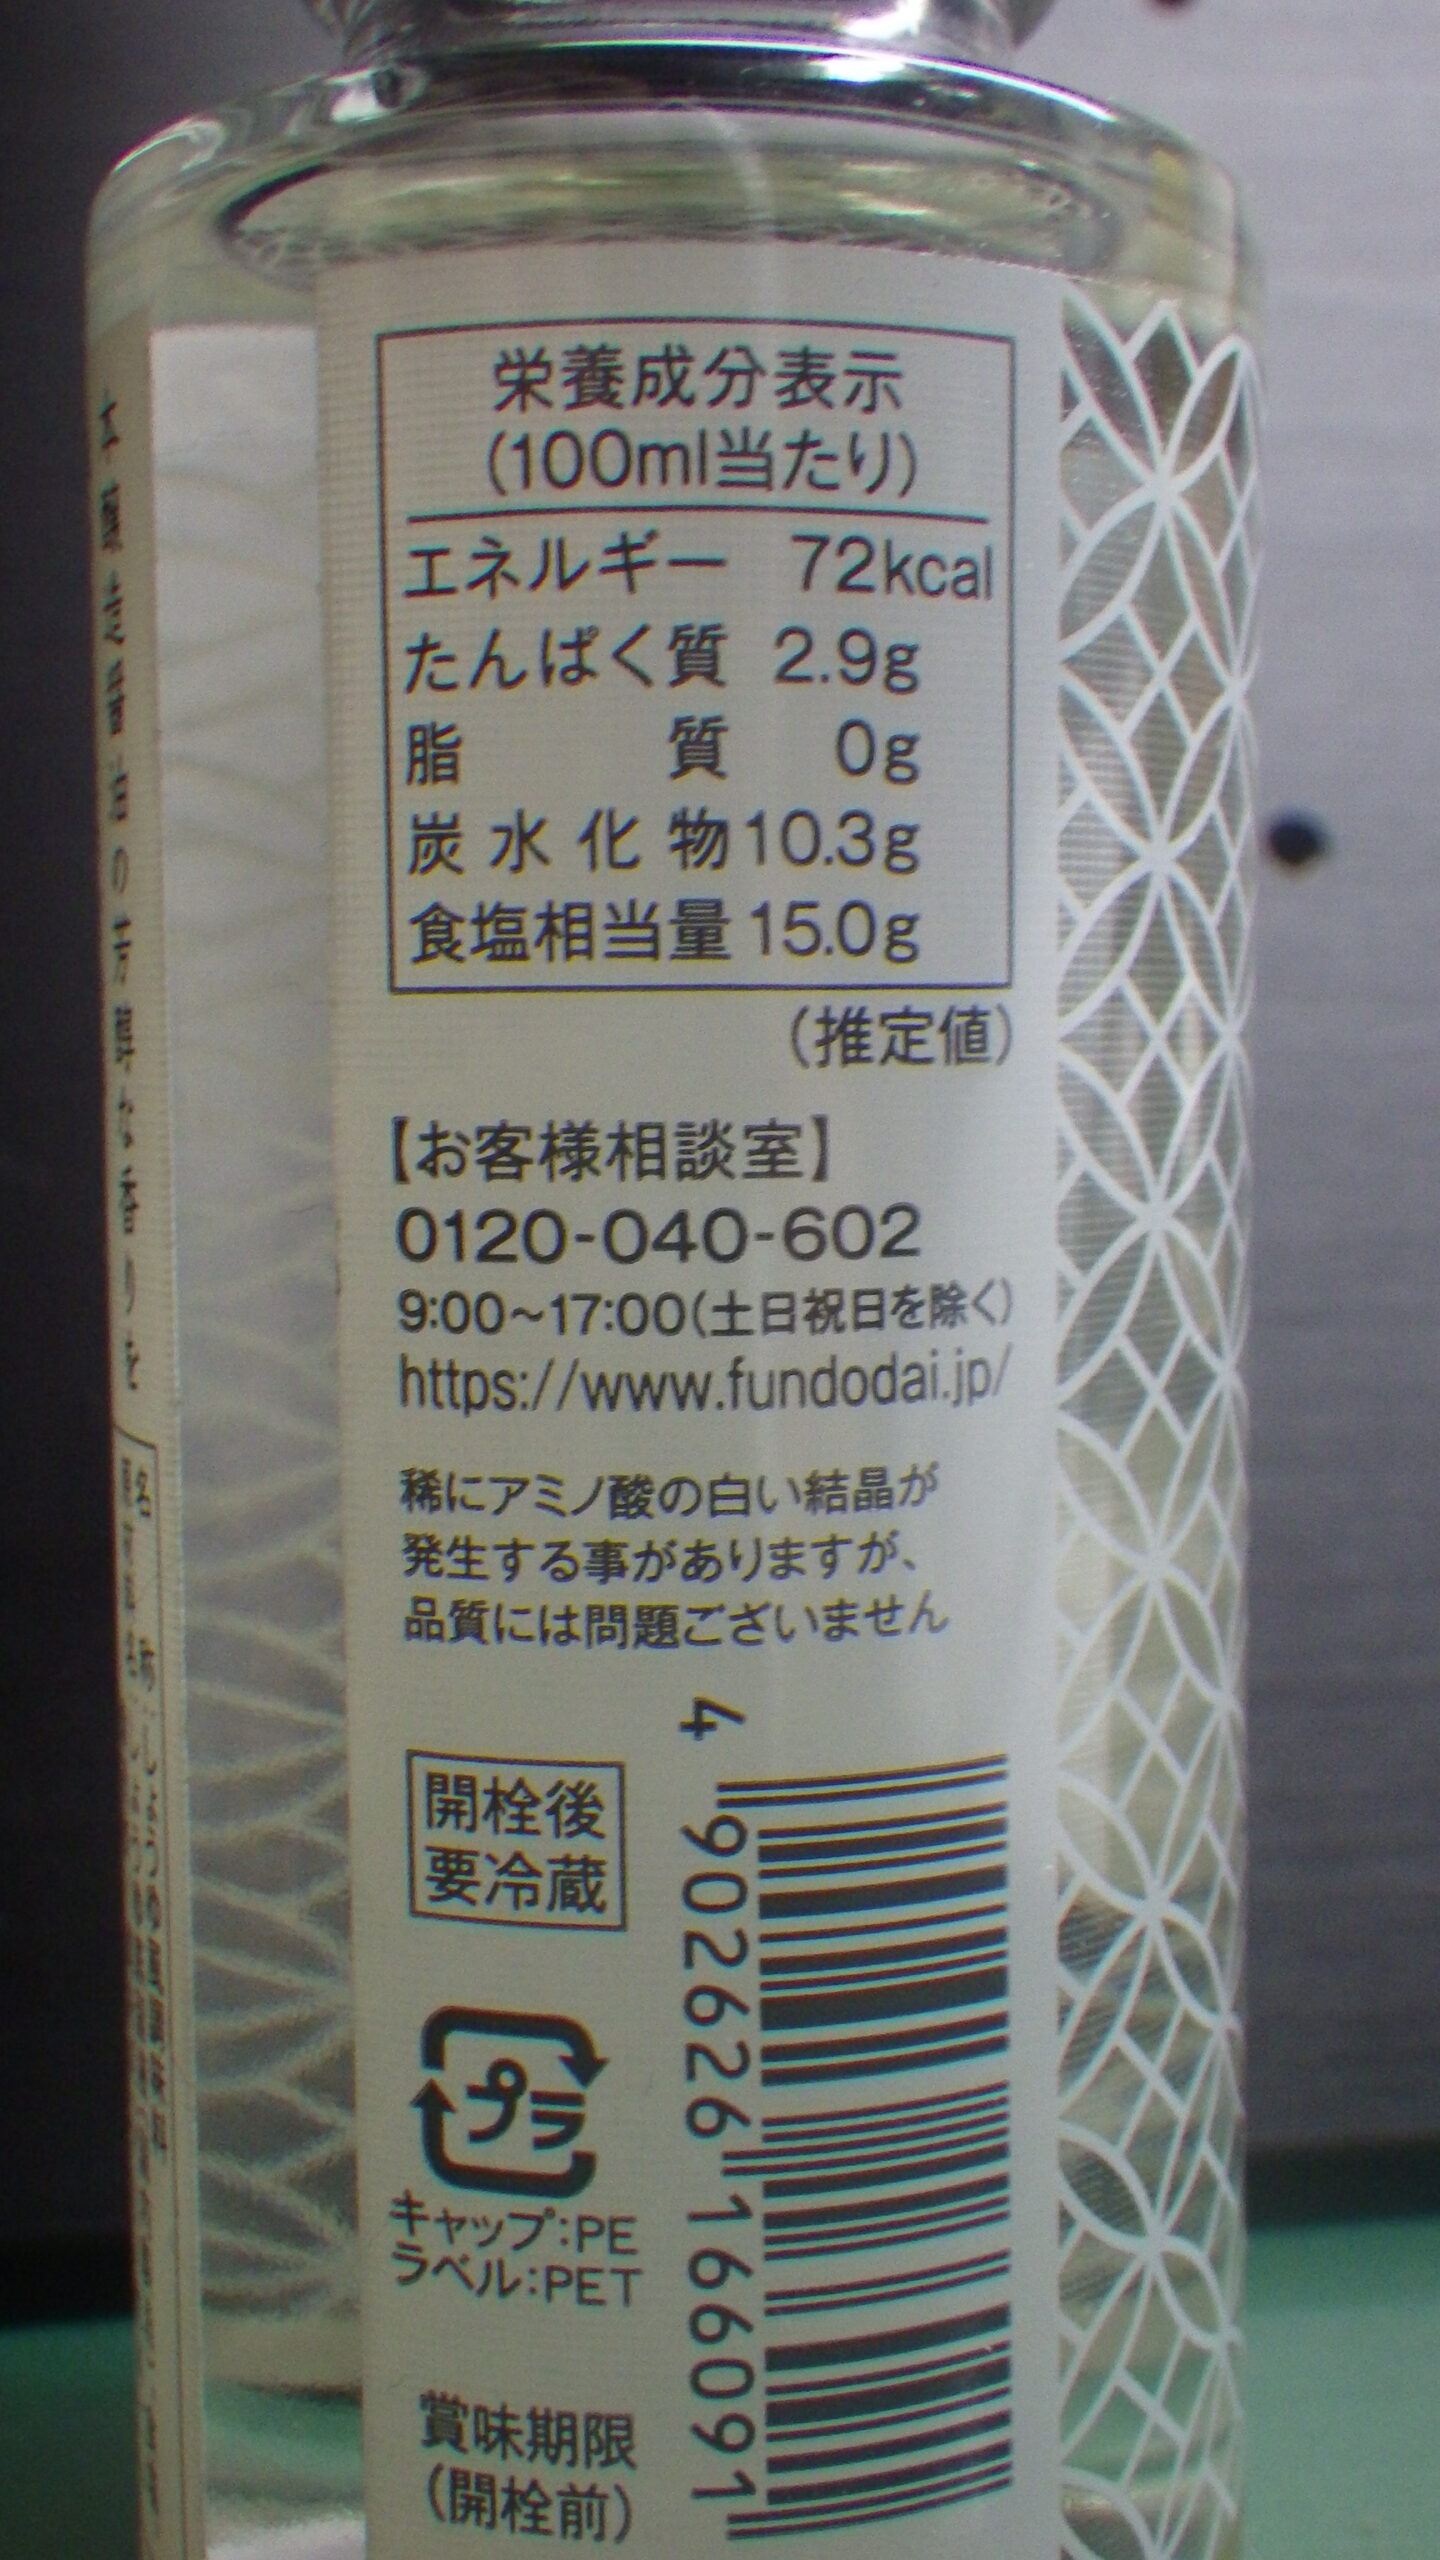 栄養成分表示
(100ml当たり)
エネルギー 72kcal
たんぱく質 2.9g
脂質 0g
炭水化物 10.3g
食塩相当量 15.0g
(推定値)
【お客様相談室】
0120-040-602
9:00~17:00(土日祝日を除く)
https://www.fundodai.jp/
稀にアミノ酸の白い結晶が
発生する事がありますが、
品質には問題ございません
開栓後
要冷蔵
プラ
キャップ:PE
ラベル:PET
賞味期限
(開栓前)
4 902626 166091